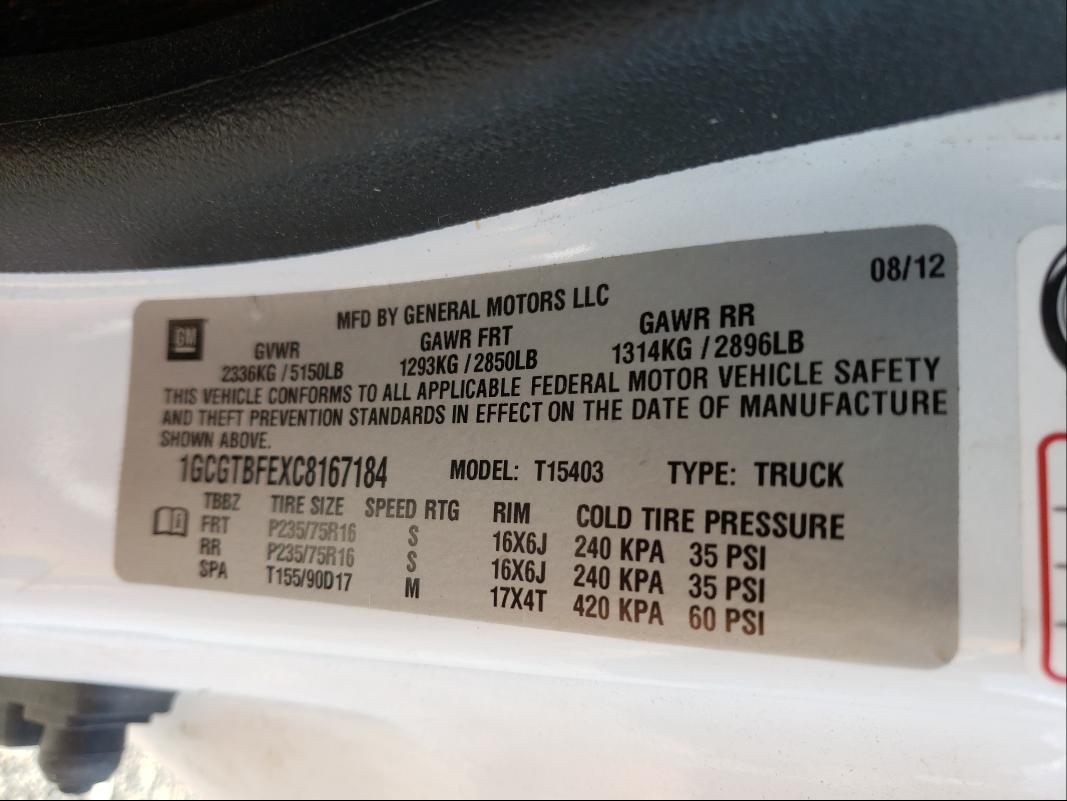 08/12
MFD BY GENERAL MOTORS LLC
GM
GVWR GAWR FRT GAWR RR
2336KG / 5150LB 1293KG / 2850LB 1314KG / 2896LB
THIS VEHICLE CONFORMS TO ALL APPLICABLE FEDERAL MOTOR VEHICLE SAFETY
AND THEFT PREVENTION STANDARDS IN EFFECT ON THE DATE OF MANUFACTURE
SHOWN ABOVE.
1GCGTBFEXC8167184 MODEL: T15403 TYPE: TRUCK
TBBZ TIRE SIZE SPEED RTG RIM COLD TIRE PRESSURE
FRT P235/75R16 S 16X6J 240 KPA 35 PSI
RR P235/75R16 S 16X6J 240 KPA 35 PSI
SPA T155/90D17 M 17X4T 420 KPA 60 PSI